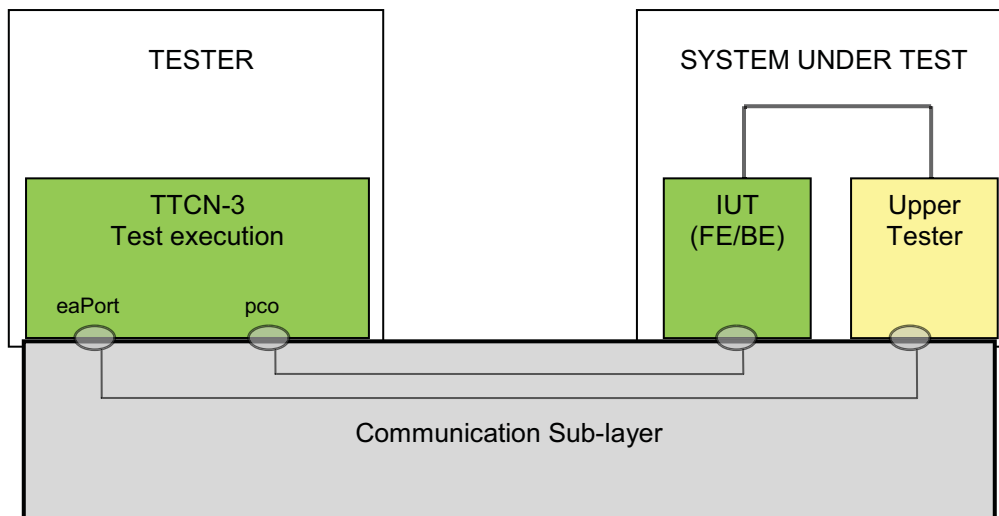 TESTER
SYSTEM UNDER TEST
TTCN-3
Test execution
IUT
(FE/BE)
Upper
Tester
eaPort
pco
Communication Sub-layer